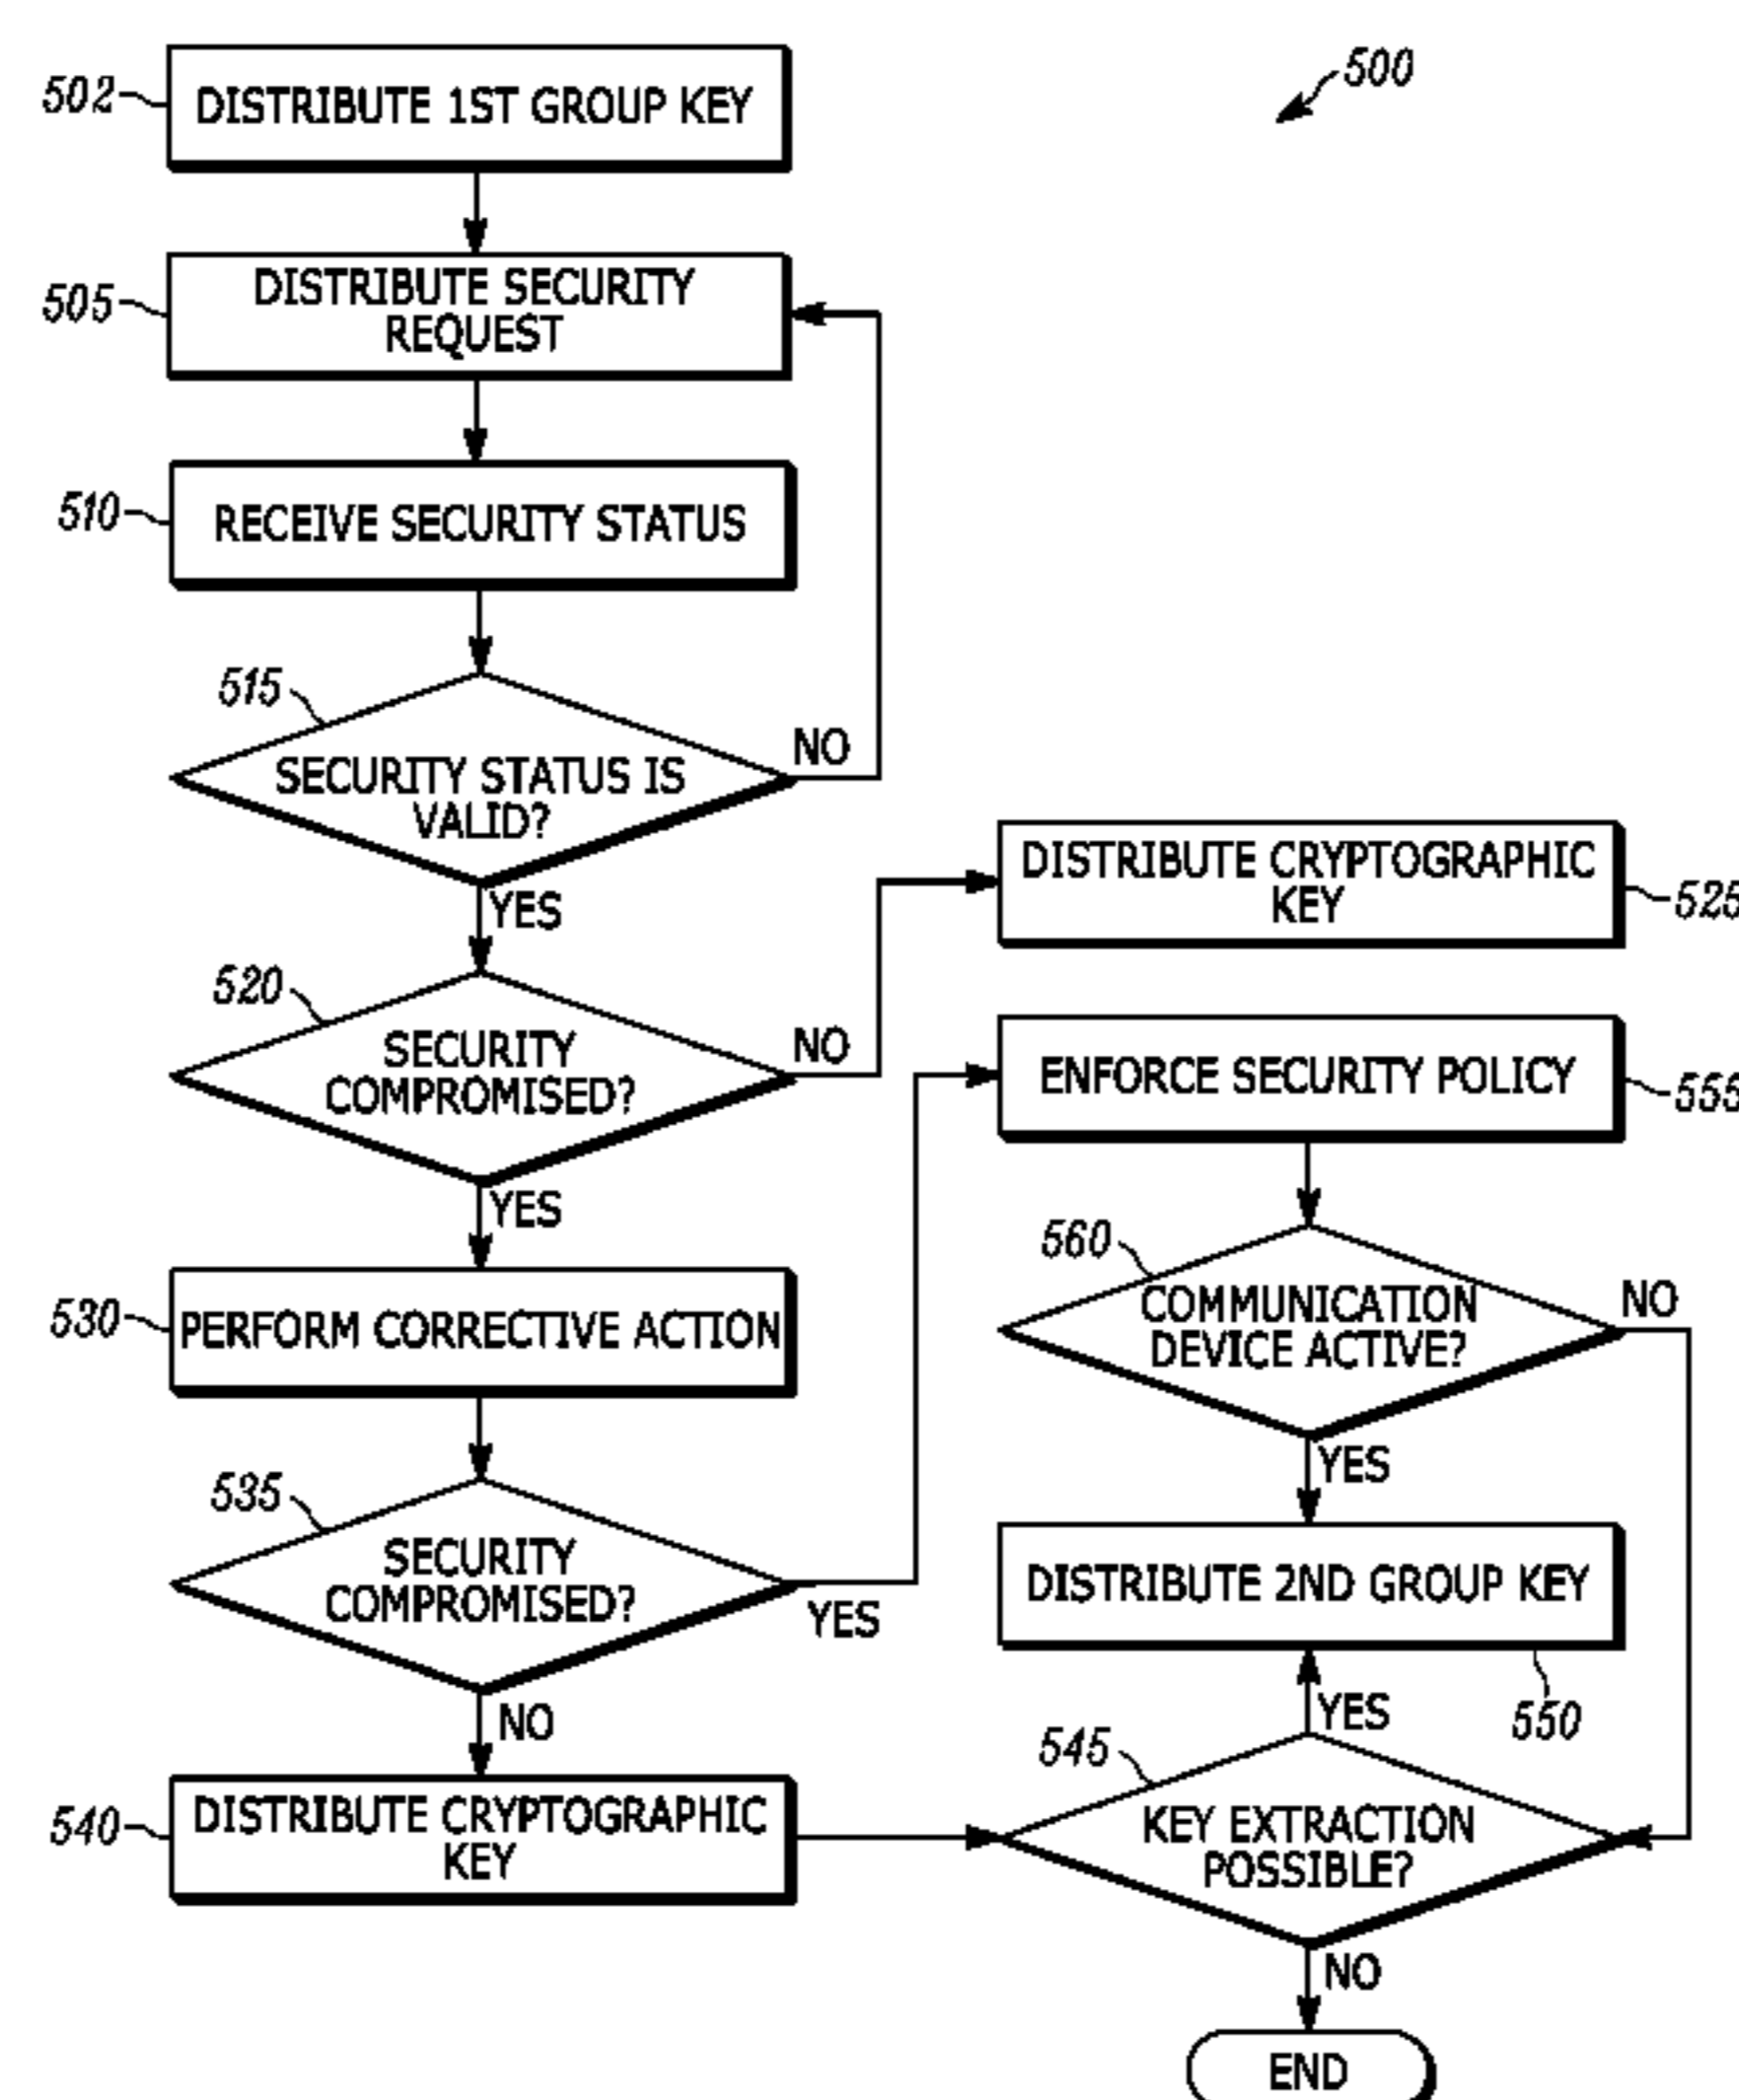 500
502
DISTRIBUTE 1ST GROUP KEY
505
DISTRIBUTE SECURITY
REQUEST
510
RECEIVE SECURITY STATUS
515
SECURITY STATUS IS
VALID?
NO
YES
520
SECURITY
COMPROMISED?
NO
YES
DISTRIBUTE CRYPTOGRAPHIC
KEY
525
530
PERFORM CORRECTIVE ACTION
535
SECURITY
COMPROMISED?
YES
NO
540
DISTRIBUTE CRYPTOGRAPHIC
KEY
ENFORCE SECURITY POLICY
555
560
COMMUNICATION
DEVICE ACTIVE?
NO
YES
DISTRIBUTE 2ND GROUP KEY
550
YES
545
KEY EXTRACTION
POSSIBLE?
NO
END